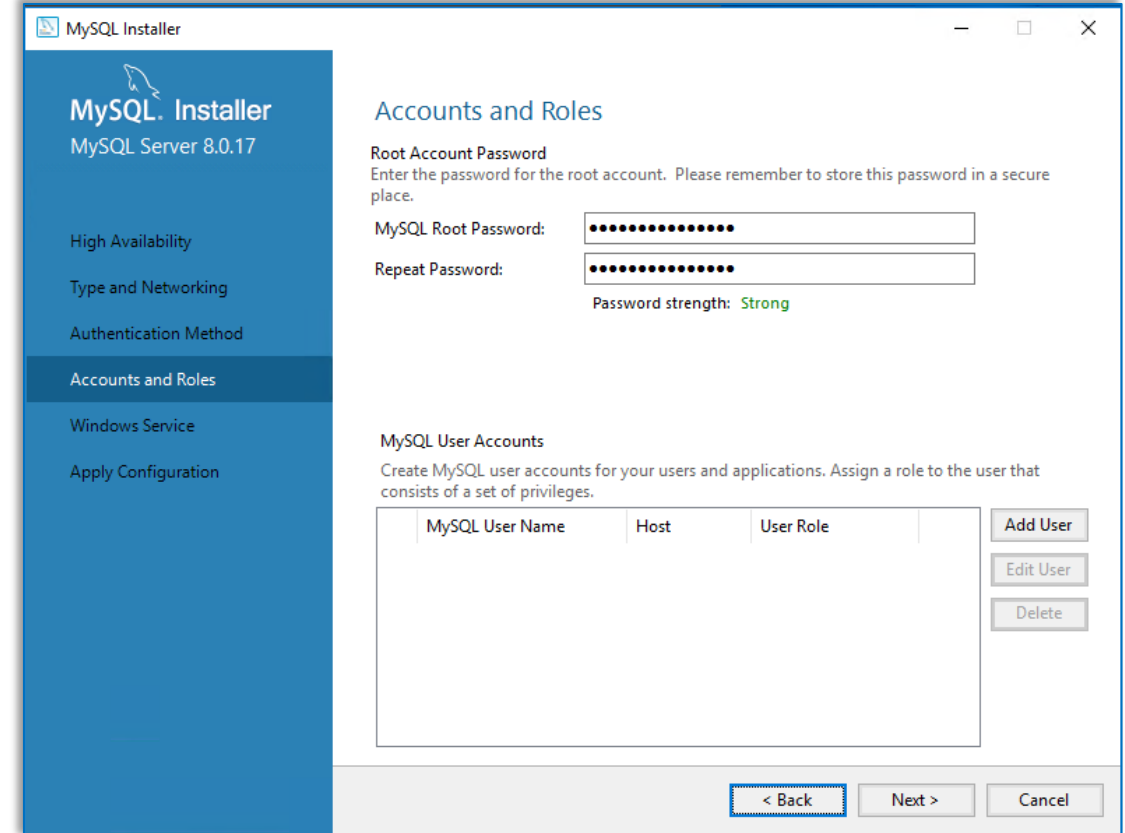 MySQL Installer
MySQL. Installer
MySQL Server 8.0.17
High Availability
Type and Networking
Authentication Method
Accounts and Roles
Windows Service
Apply Configuration
Accounts and Roles
Root Account Password
Enter the password for the root account.  Please remember to store this password in a secure
place.
MySQL Root Password: ●●●●●●●●●●●●●●●
Repeat Password: ●●●●●●●●●●●●●●●
Password strength: Strong
MySQL User Accounts
Create MySQL user accounts for your users and applications. Assign a role to the user that
consists of a set of privileges.
MySQL User Name Host User Role
Add User
Edit User
Delete
< Back Next > Cancel